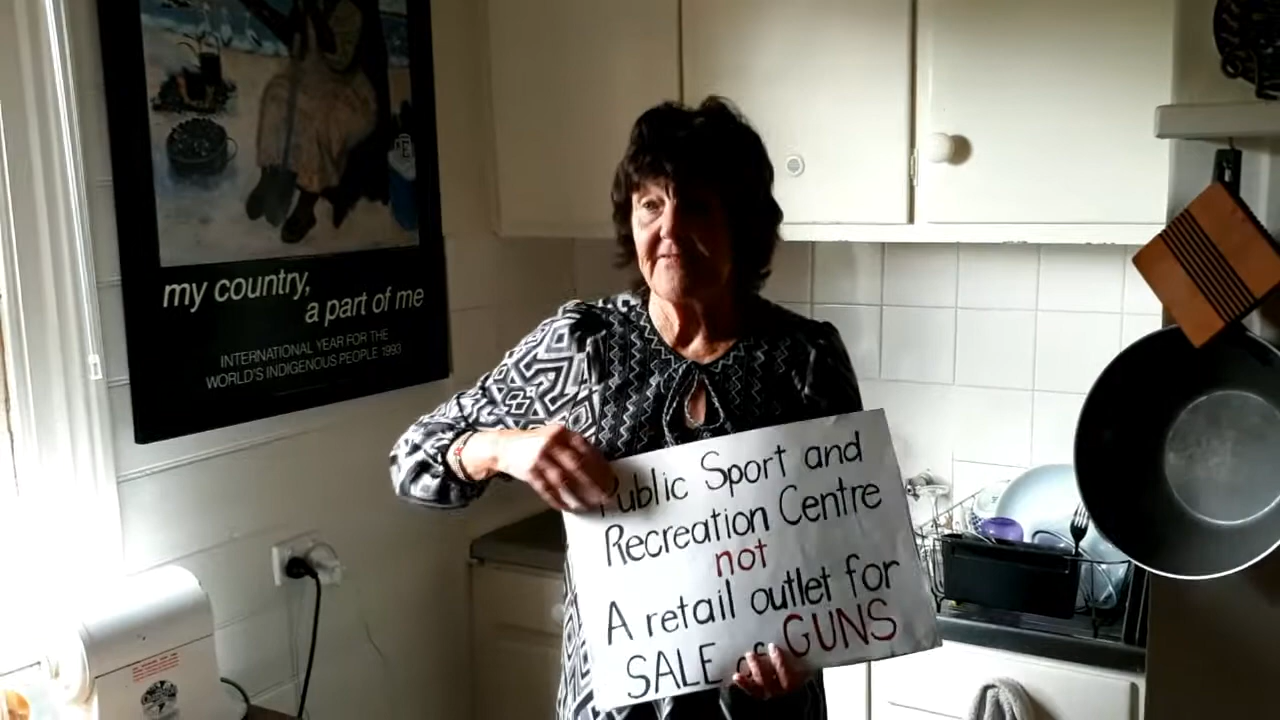 my country,
a part of me
INTERNATIONAL YEAR FOR THE
WORLD'S INDIGENOUS PEOPLE 1993
E
Public Sport and
Recreation Centre
not
A retail outlet for
SALE of GUNS